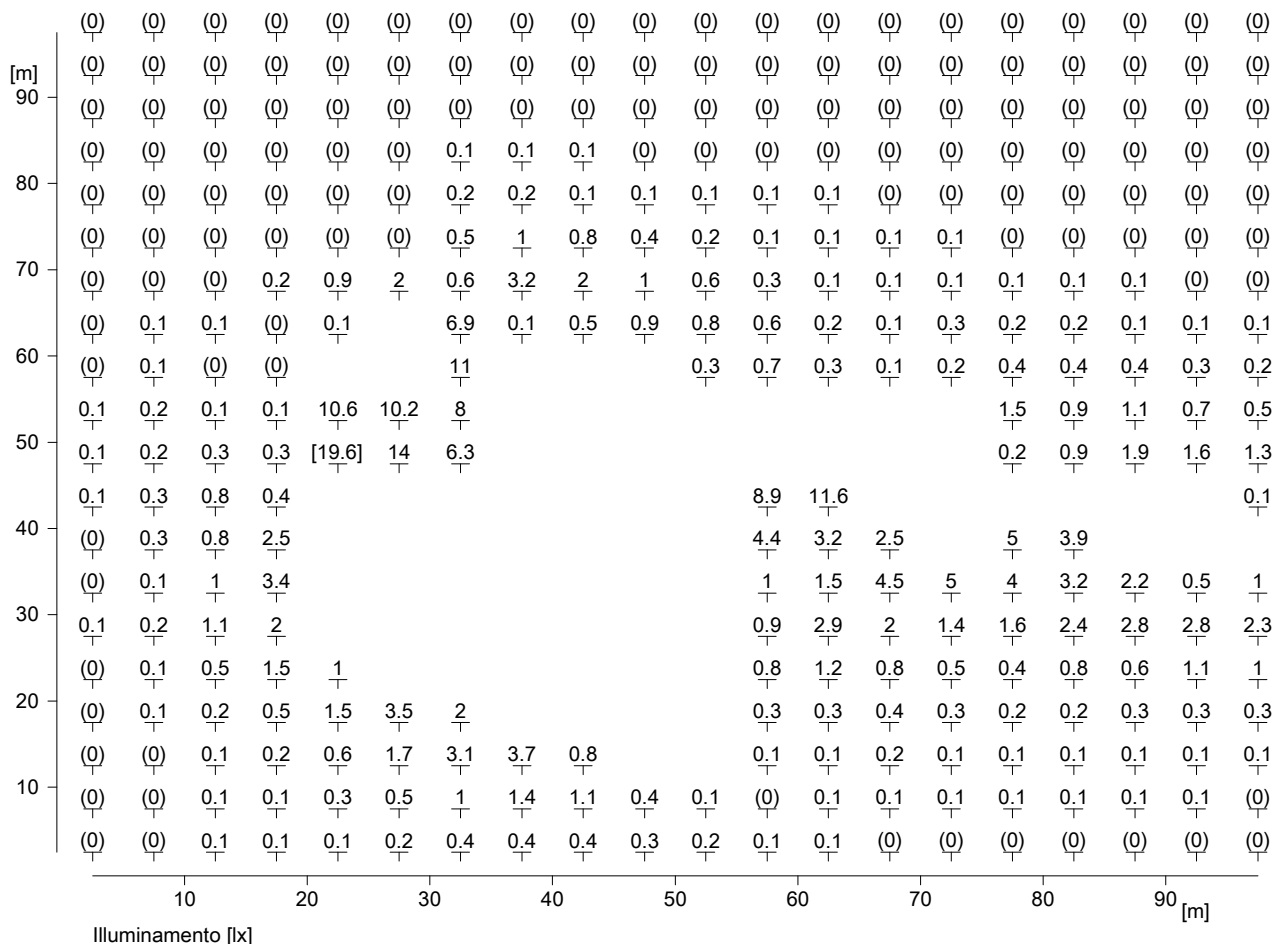 (0) (0) (0) (0) (0) (0) (0) (0) (0) (0) (0) (0) (0) (0) (0) (0) (0) (0) (0) (0)
(0) (0) (0) (0) (0) (0) (0) (0) (0) (0) (0) (0) (0) (0) (0) (0) (0) (0) (0) (0)
[m]
90 (0) (0) (0) (0) (0) (0) (0) (0) (0) (0) (0) (0) (0) (0) (0) (0) (0) (0) (0) (0)
(0) (0) (0) (0) (0) (0) 0.1 0.1 0.1 (0) (0) (0) (0) (0) (0) (0) (0) (0) (0) (0)
80 (0) (0) (0) (0) (0) (0) 0.2 0.2 0.1 0.1 0.1 0.1 0.1 (0) (0) (0) (0) (0) (0) (0)
(0) (0) (0) (0) (0) (0) 0.5 1 0.8 0.4 0.2 0.1 0.1 0.1 0.1 (0) (0) (0) (0) (0)
70 (0) (0) (0) 0.2 0.9 2 0.6 3.2 2 1 0.6 0.3 0.1 0.1 0.1 0.1 0.1 0.1 (0) (0)
(0) 0.1 0.1 (0) 0.1 6.9 0.1 0.5 0.9 0.8 0.6 0.2 0.1 0.3 0.2 0.2 0.1 0.1 0.1
60 (0) 0.1 (0) (0) 11 0.3 0.7 0.3 0.1 0.2 0.4 0.4 0.4 0.3 0.2
0.1 0.2 0.1 0.1 10.6 10.2 8 1.5 0.9 1.1 0.7 0.5
50 0.1 0.2 0.3 0.3 [19.6] 14 6.3 0.2 0.9 1.9 1.6 1.3
0.1 0.3 0.8 0.4 8.9 11.6 0.1
40 (0) 0.3 0.8 2.5 4.4 3.2 2.5 5 3.9
(0) 0.1 1 3.4 1 1.5 4.5 5 4 3.2 2.2 0.5 1
30 0.1 0.2 1.1 2 0.9 2.9 2 1.4 1.6 2.4 2.8 2.8 2.3
(0) 0.1 0.5 1.5 1 0.8 1.2 0.8 0.5 0.4 0.8 0.6 1.1 1
20 (0) 0.1 0.2 0.5 1.5 3.5 2 0.3 0.3 0.4 0.3 0.2 0.2 0.3 0.3 0.3
(0) (0) 0.1 0.2 0.6 1.7 3.1 3.7 0.8 0.1 0.1 0.2 0.1 0.1 0.1 0.1 0.1 0.1
10 (0) (0) 0.1 0.1 0.3 0.5 1 1.4 1.1 0.4 0.1 (0) 0.1 0.1 0.1 0.1 0.1 0.1 0.1 (0)
(0) (0) 0.1 0.1 0.1 0.2 0.4 0.4 0.4 0.3 0.2 0.1 0.1 (0) (0) (0) (0) (0) (0) (0)
10 20 30 40 50 60 70 80 90 [m]
Illuminamento [lx]